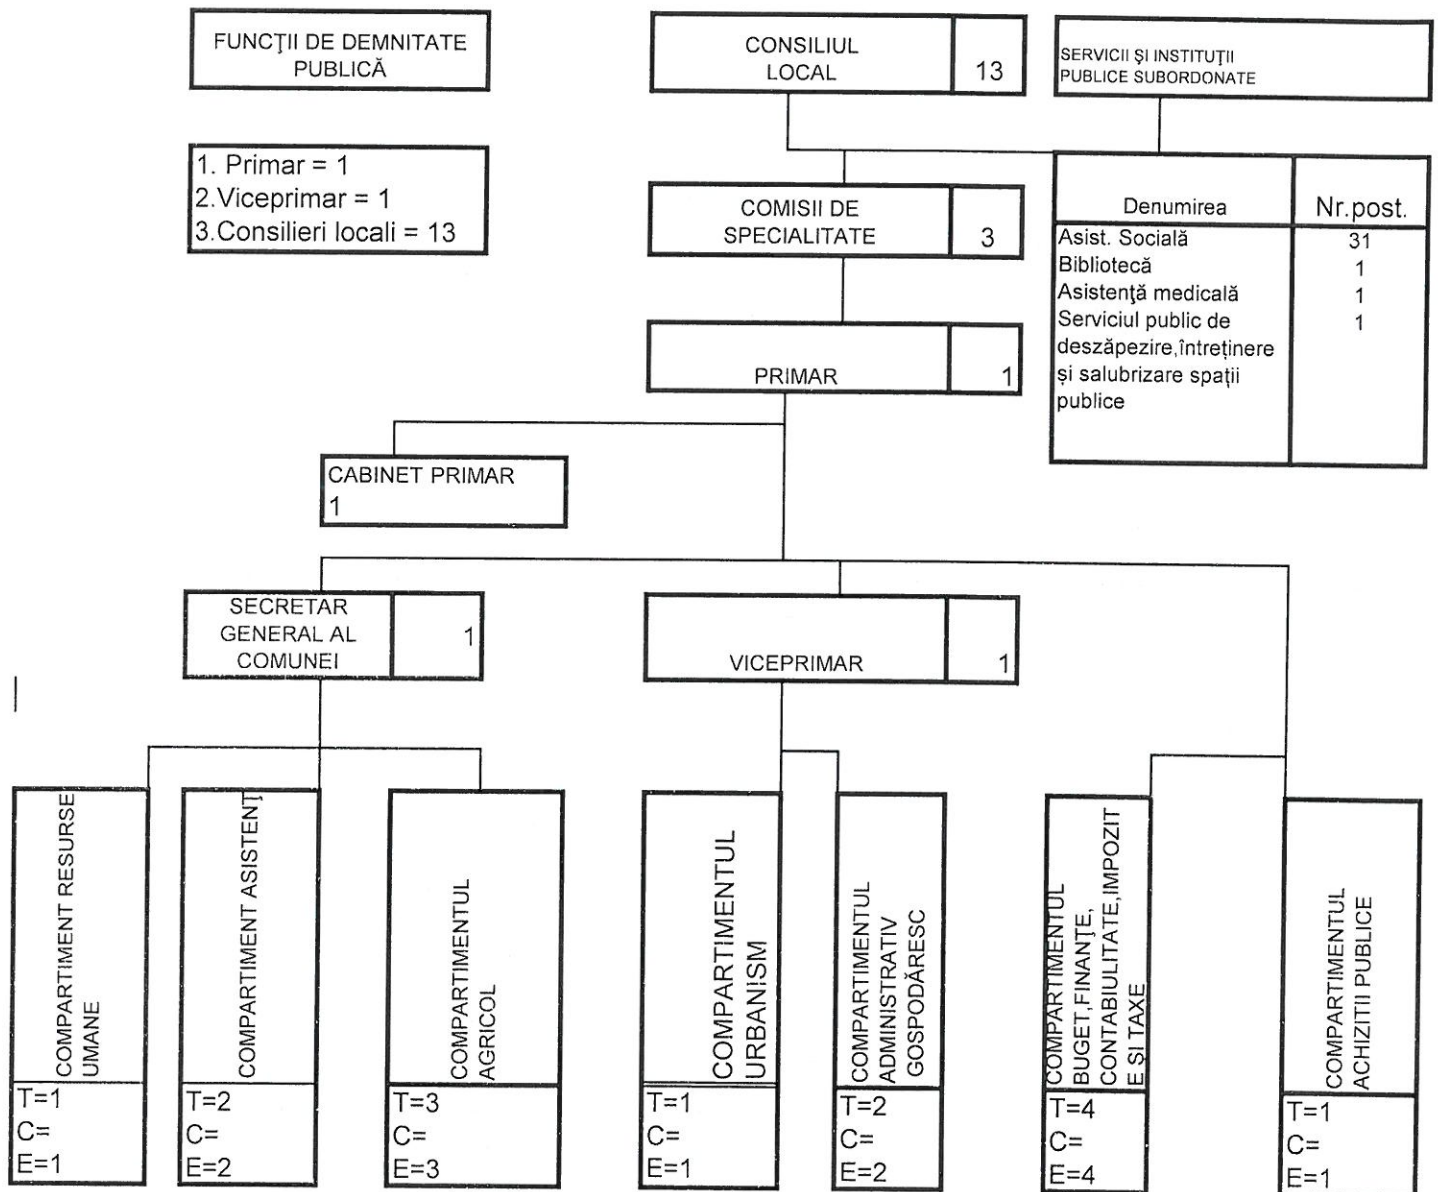 FUNCŢII DE DEMNITATE
PUBLICĂ
CONSILIUL
LOCAL
13
SERVICII ŞI INSTITUŢII
PUBLICE SUBORDONATE
1. Primar = 1
2.Viceprimar = 1
3.Consilieri locali = 13
COMISII DE
SPECIALITATE
3
Denumirea
Nr.post.
Asist. Socială 31
Bibliotecă 1
Asistenţă medicală 1
Serviciul public de 1
deszăpezire,întreținere
și salubrizare spații
publice
PRIMAR
1
CABINET PRIMAR
1
SECRETAR
GENERAL AL
COMUNEI
1
VICEPRIMAR
1
COMPARTIMENT RESURSE
UMANE
T=1
C=
E=1
COMPARTIMENT ASISTENŢ
T=2
C=
E=2
COMPARTIMENTUL
AGRICOL
T=3
C=
E=3
COMPARTIMENTUL
URBANISM
T=1
C=
E=1
COMPARTIMENTUL
ADMINISTRATIV
GOSPODĂRESC
T=2
C=
E=2
COMPARTIMENTUL
BUGET,FINANŢE,
CONTABIULITATE,IMPOZIT
E ŞI TAXE
T=4
C=
E=4
COMPARTIMENTUL
ACHIZITII PUBLICE
T=1
C=
E=1